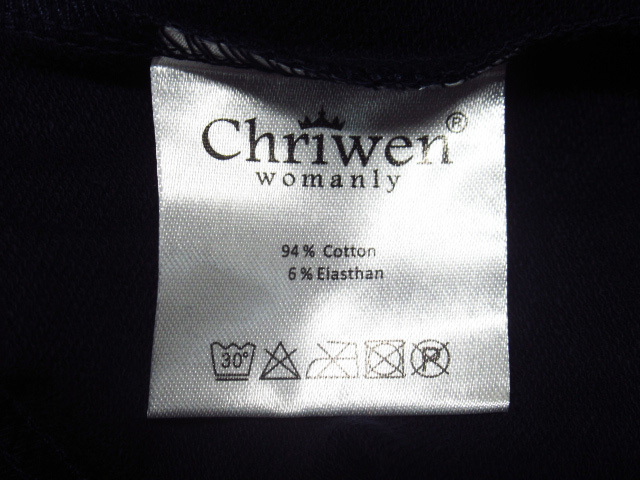 Chriwen®
womanly
94% Cotton
6% Elasthan
30° P